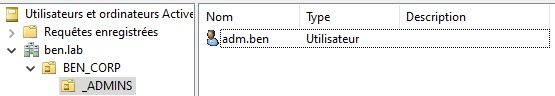 Utilisateurs et ordinateurs Active
Requêtes enregistrées
ben.lab
BEN_CORP
_ADMINS
Nom Type Description
adm.ben Utilisateur